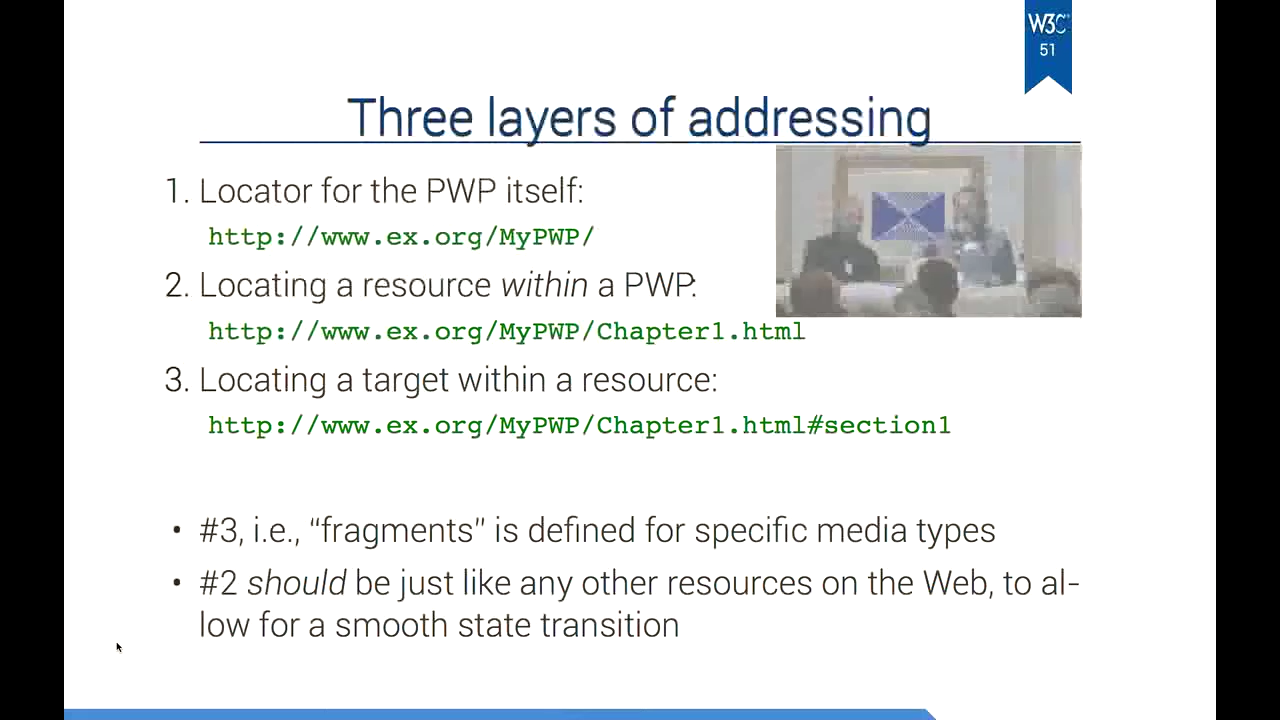 W3C
51
Three layers of addressing
1. Locator for the PWP itself:
http://www.ex.org/MyPWP/
2. Locating a resource within a PWP:
http://www.ex.org/MyPWP/Chapter1.html
3. Locating a target within a resource:
http://www.ex.org/MyPWP/Chapter1.html#section1
• #3, i.e., “fragments” is defined for specific media types
• #2 should be just like any other resources on the Web, to al-
low for a smooth state transition